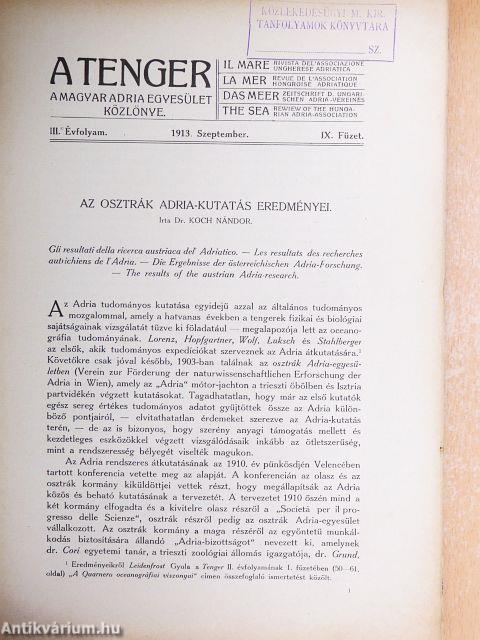 KÖZLEKEDÉSÜGYI M. KIR.
TANFOLYAMOK KÖNYVTÁRA
SZ.
A TENGER
A MAGYAR ADRIA EGYESÜLET
KÖZLÖNYE.
IL MARE RIVISTA DEL'ASSOCIAZIONE
UNGHERESE ADRIATICA
LA MER REVUE DE L'ASSOCIATION
HONGROISE ADRIATIQUE
DAS MEER ZEITSCHRIFT D. UNGARI-
SCHEN ADRIA-VEREINES
THE SEA REWIEW OF THE HUNGA-
RIAN ADRIA-ASSOCIATION
III. Évfolyam. 1913. Szeptember. IX. Füzet.
AZ OSZTRÁK ADRIA-KUTATÁS EREDMÉNYEI.
Irta Dr. KOCH NÁNDOR.
Gli resultati della ricerca austriaca del' Adriatico. — Les resultats des recherches
autrichiens de l' Adria. — Die Ergebnisse der österreichischen Adria-Forschung.
— The results of the austrian Adria-research.
Az Adria tudományos kutatása egyidejű azzal az általános tudományos
mozgalommal, amely a hatvanas években a tengerek fizikai és biológiai
sajátságainak vizsgálatát tűzve ki föladatául — megalapozója lett az oceano-
gráfia tudományának. Lorenz, Hopfgartner, Wolf, Luksch és Stahlberger
az elsők, akik tudományos expedíciókat szerveznek az Adria átkutatására.¹
Követőkre csak jóval később, 1903-ban találnak az osztrák Adria-egyesü-
letben (Verein zur Förderung der naturwissenschaftlichen Erforschung der
Adria in Wien), amely az "Adria" mótor-jachton a trieszti öbölben és Isztria
partvidékén végzett kutatásokat. Tagadhatatlan, hogy már az első kutatók
egész sereg értékes tudományos adatot gyűjtöttek össze az Adria külön-
böző pontjairól, — elvitathatatlan érdemeket szerezve az Adria-kutatás
terén, — de az is bizonyos, hogy szerény anyagi támogatás mellett és
kezdetleges eszközökkel végzett vizsgálódásaik inkább az ötletszerűség,
mint a rendszeresség bélyegét viselték magukon.
Az Adria rendszeres átkutatásának az 1910. év pünkösdjén Velencében
tartott konferencia vetette meg az alapját. A konferencián az olasz és az
osztrák kormány kiküldöttjei vettek részt, hogy megállapítsák az Adria
közös és beható kutatásának a tervezetét. A tervezetet 1910 őszén mind a
két kormány elfogadta és a kivitelre olasz részről a „Società per il pro-
gresso delle Scienze", osztrák részről pedig az osztrák Adria-egyesület
vállalkozott. Az osztrák kormány a maga részéről az együntetű munkál-
kodás biztosítására állandó „Adria-bizottságot" nevezett ki, amelynek
dr. Cori egyetemi tanár, a trieszti zoológiai állomás igazgatója, dr. Grund,
¹ Eredményeikről Leidenfrost Gyula a Tenger II. évfolyamának I. füzetében (50—61.
oldal) „A Quarnero oceanográfiai viszonyai" címen összefoglaló ismertetést közölt.
1
Antikvárium.hu